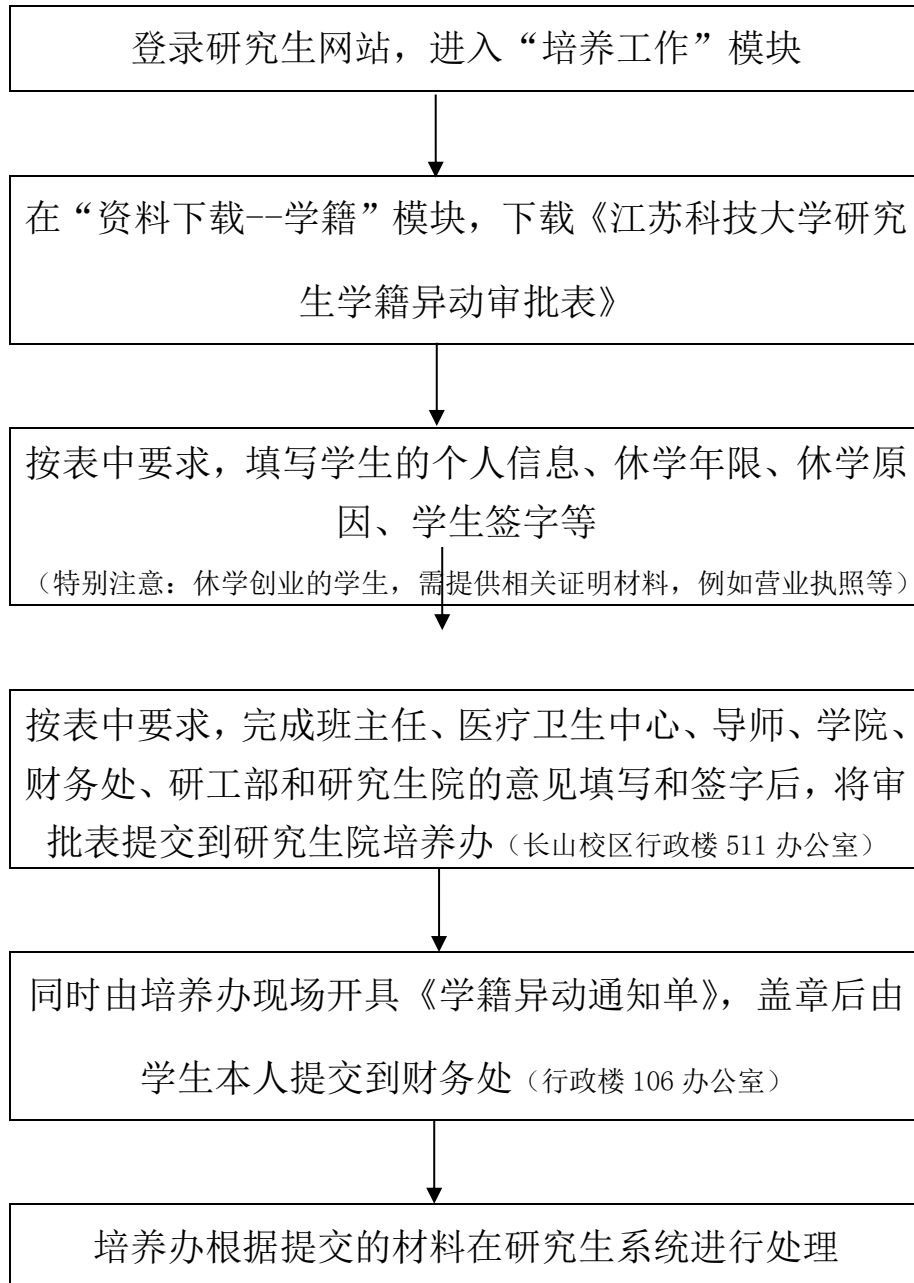 登录研究生网站，进入“培养工作”模块
在“资料下载--学籍”模块，下载《江苏科技大学研究
生学籍异动审批表》
按表中要求，填写学生的个人信息、休学年限、休学原
因、学生签字等
（特别注意：休学创业的学生，需提供相关证明材料，例如营业执照等）
按表中要求，完成班主任、医疗卫生中心、导师、学院、
财务处、研工部和研究生院的意见填写和签字后，将审
批表提交到研究生院培养办（长山校区行政楼 511 办公室）
同时由培养办现场开具《学籍异动通知单》，盖章后由
学生本人提交到财务处（行政楼 106 办公室）
培养办根据提交的材料在研究生系统进行处理